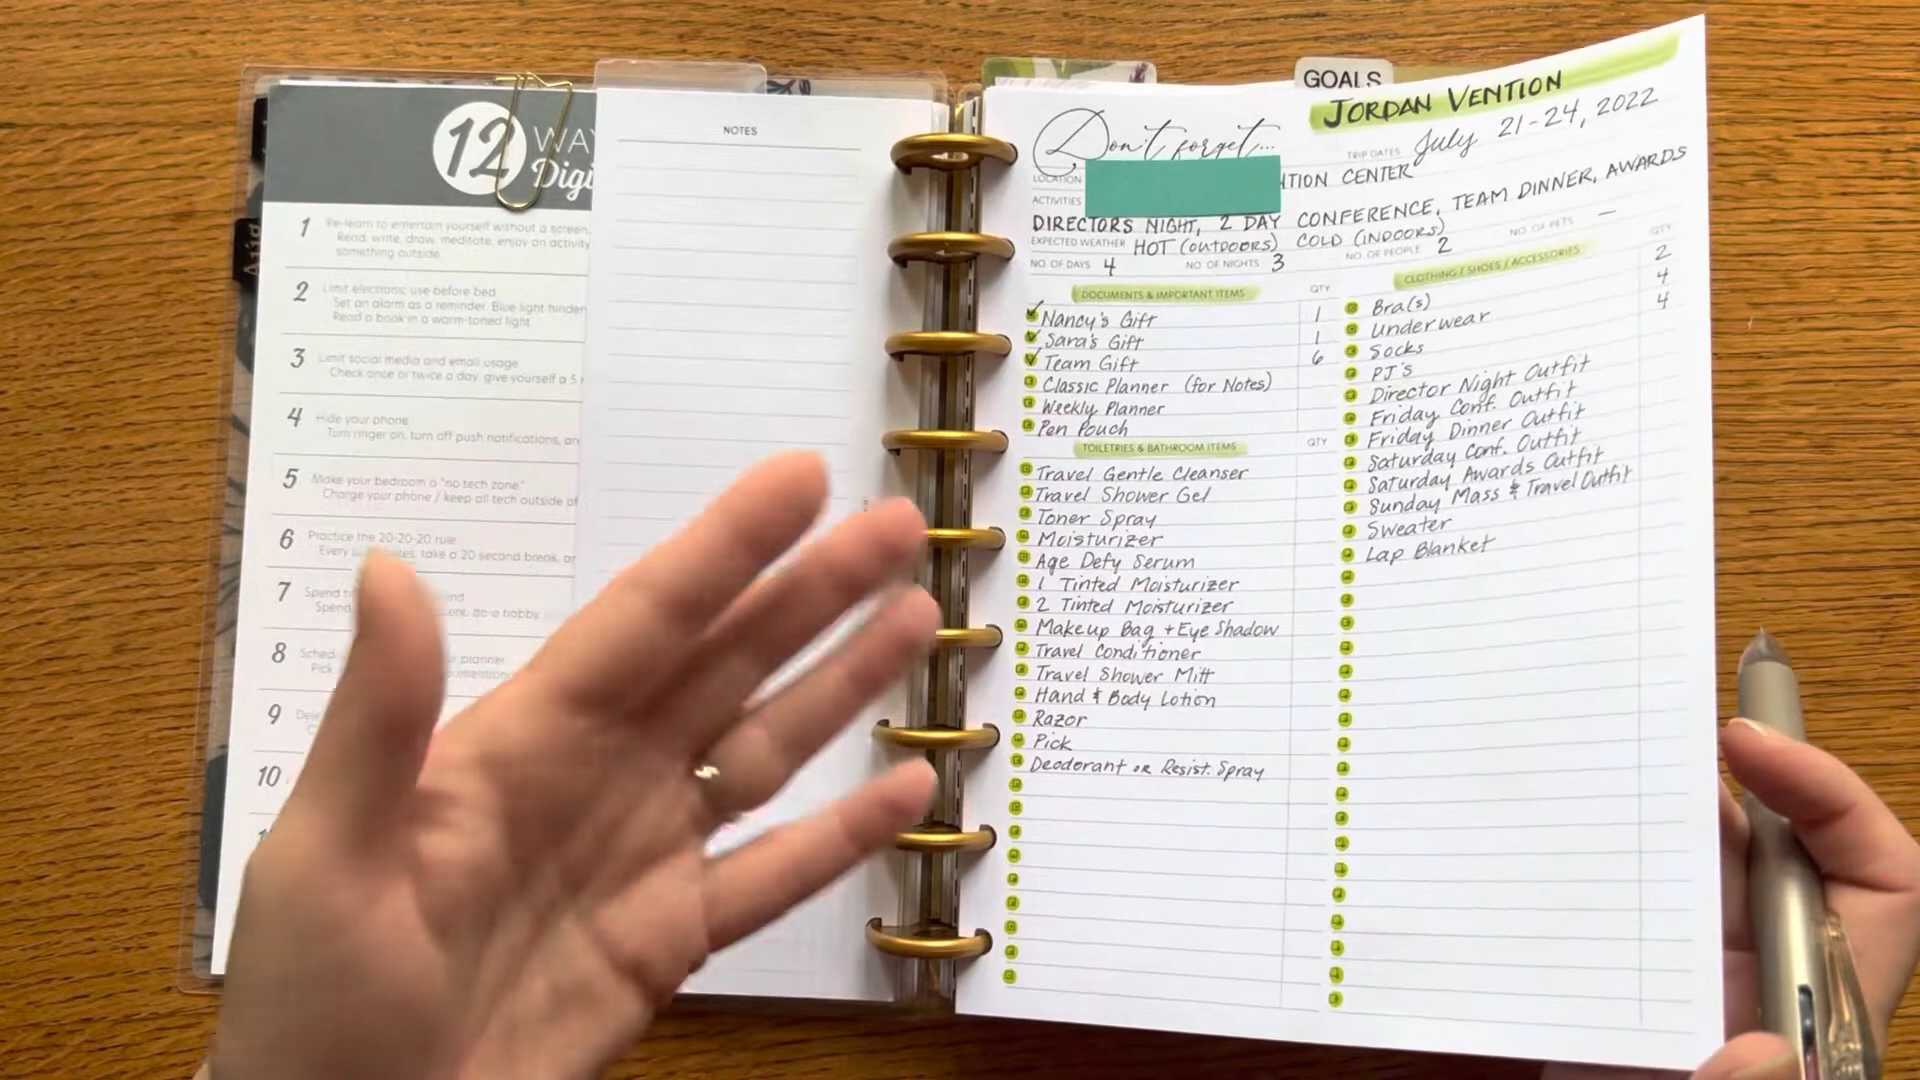 12 WAY
Digi
1 Re-learn to entertain yourself without a screen.
Read, write, draw, meditate, enjoy an activity
something outside.
2 Limit electronic use before bed
Set an alarm as a reminder. Blue light hinder
Read a book in a warm-toned light
3 Limit social media and email usage
Check once or twice a day, give yourself a 5
4 Hide your phone
Turn ringer on, turn off push notifications, an
5 Make your bedroom a "no tech zone"
Charge your phone / keep all tech outside of
6 Practice the 20-20-20 rule
Every take a 20 second break, or
7 Spend
Spend do a hobby
8 Sched planner
Pick
9
10
Aug
NOTES
GOALS
JORDAN VENTION
Don't forget...
TRIP DATES July 21-24, 2022
LOCATION NTION CENTER
ACTIVITIES
DIRECTORS NIGHT, 2 DAY CONFERENCE, TEAM DINNER, AWARDS
EXPECTED WEATHER HOT (OUTDOORS) COLD (INDOORS)
NO. OF DAYS 4 NO. OF NIGHTS 3 NO. OF PEOPLE 2 NO. OF PETS —
DOCUMENTS & IMPORTANT ITEMS QTY
Nancy's Gift 1
Sara's Gift 1
Team Gift 6
Classic Planner (for Notes)
Weekly Planner
Pen Pouch
TOILETRIES & BATHROOM ITEMS QTY
Travel Gentle Cleanser
Travel Shower Gel
Toner Spray
Moisturizer
Age Defy Serum
1 Tinted Moisturizer
2 Tinted Moisturizer
Makeup Bag + Eye Shadow
Travel Conditioner
Travel Shower Mitt
Hand & Body Lotion
Razor
Pick
Deodorant OR Resist. Spray
CLOTHING / SHOES / ACCESSORIES QTY
Bra(s) 2
Underwear 4
Socks 4
PJ's
Director Night Outfit
Friday Conf. Outfit
Friday Dinner Outfit
Saturday Conf. Outfit
Saturday Awards Outfit
Sunday Mass & Travel Outfit
Sweater
Lap Blanket